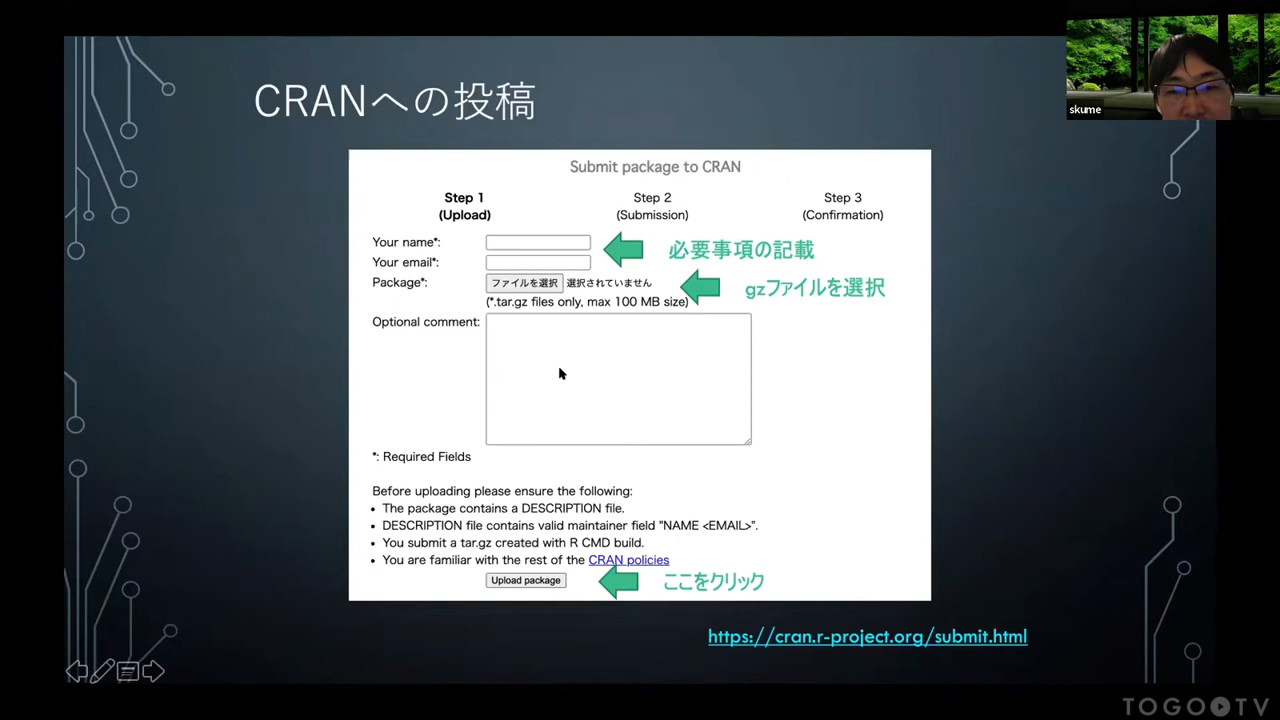 CRANへの投稿
skume
Submit package to CRAN
Step 1
(Upload)
Step 2
(Submission)
Step 3
(Confirmation)
Your name*:
必要事項の記載
Your email*:
Package*:
ファイルを選択 選択されていません
gzファイルを選択
(*.tar.gz files only, max 100 MB size)
Optional comment:
*: Required Fields
Before uploading please ensure the following:
• The package contains a DESCRIPTION file.
• DESCRIPTION file contains valid maintainer field "NAME <EMAIL>".
• You submit a tar.gz created with R CMD build.
• You are familiar with the rest of the CRAN policies
Upload package
ここをクリック
https://cran.r-project.org/submit.html
TOGO TV